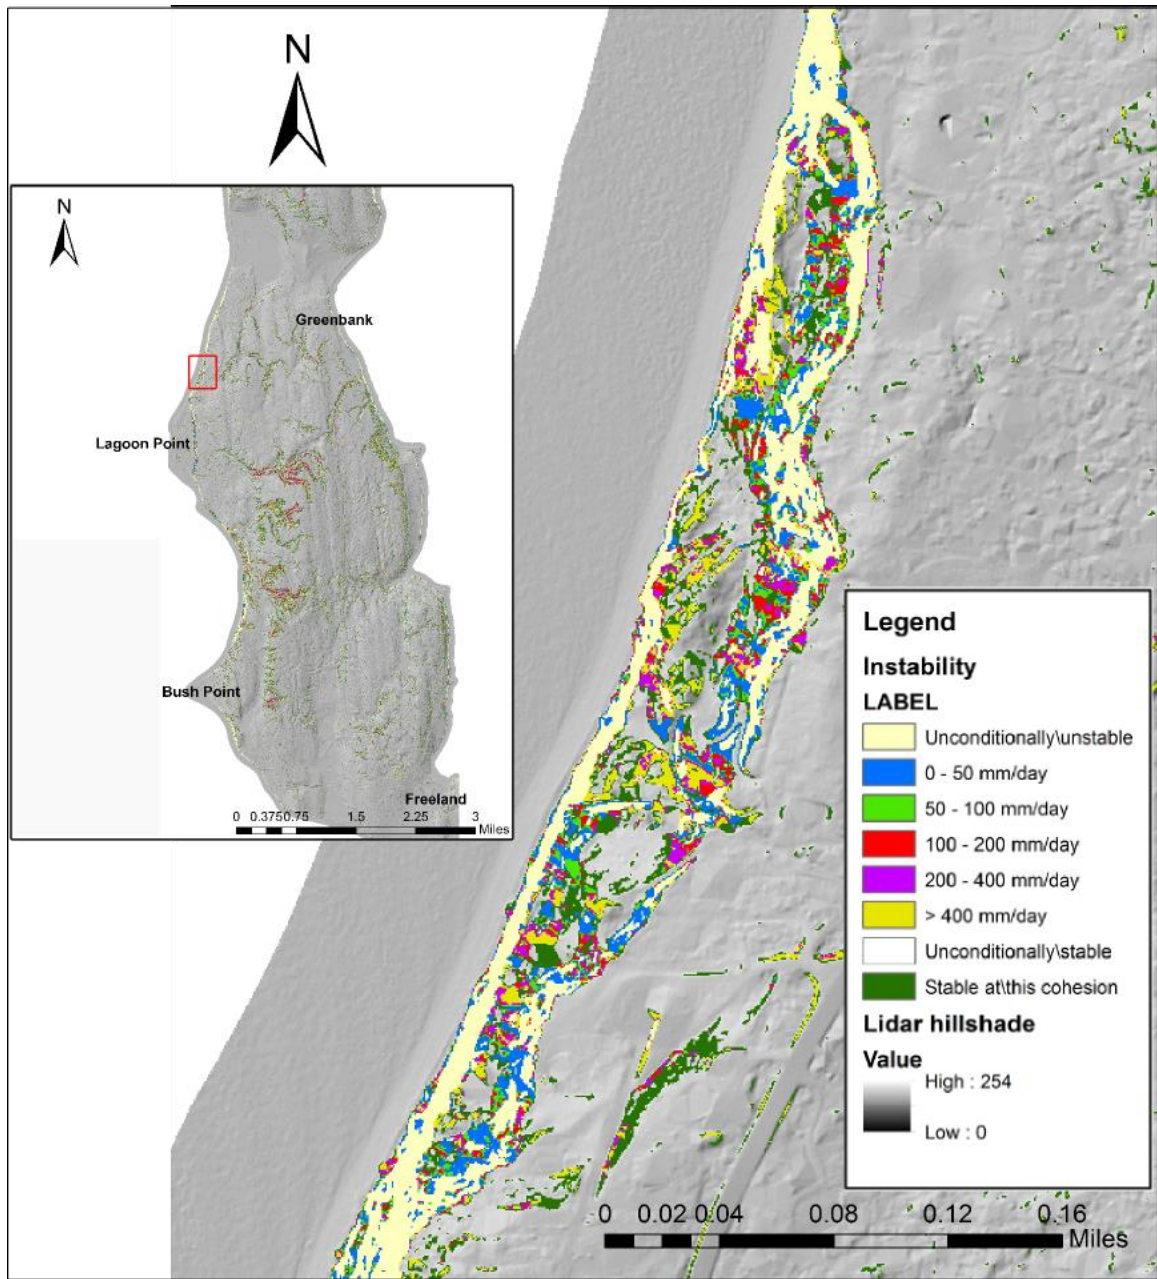 N
N
Greenbank
Lagoon Point
Bush Point
Freeland
0 0.3750.75 1.5 2.25 3
Miles
Legend
Instability
LABEL
Unconditionally\unstable
0 - 50 mm/day
50 - 100 mm/day
100 - 200 mm/day
200 - 400 mm/day
> 400 mm/day
Unconditionally\stable
Stable at\this cohesion
Lidar hillshade
Value
High : 254
Low : 0
0 0.02 0.04 0.08 0.12 0.16
Miles